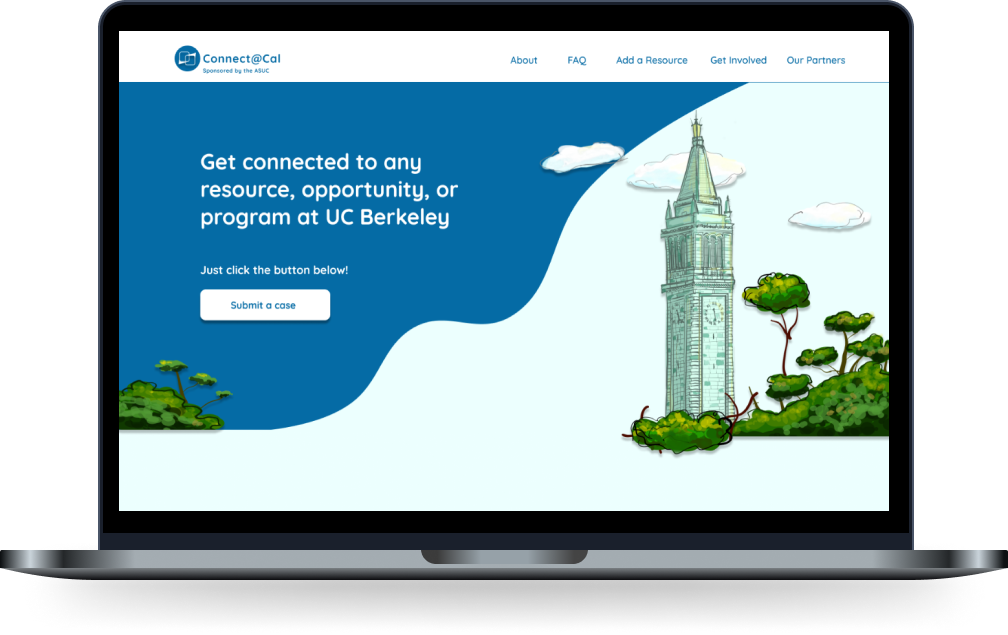 Connect@Cal
Sponsored by the ASUC
About FAQ Add a Resource Get Involved Our Partners
Get connected to any
resource, opportunity, or
program at UC Berkeley
Just click the button below!
Submit a case